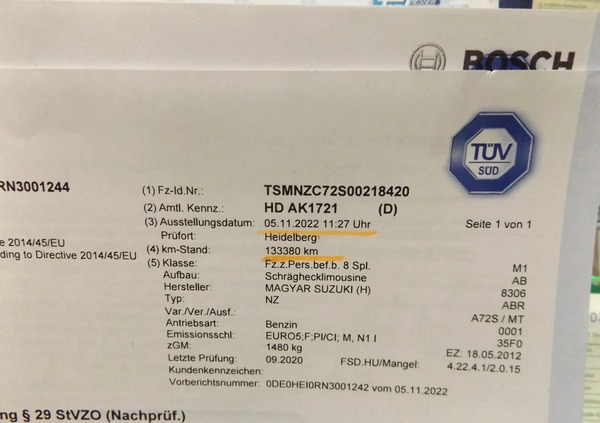 BOSCH
TÜV
SÜD
RN3001244
(1) Fz-Id.Nr.: TSMNZC72S00218420
(2) Amtl. Kennz.: HD AK1721 (D)
(3) Ausstellungsdatum: 05.11.2022 11:27 Uhr Seite 1 von 1
Prüfort: Heidelberg
e 2014/45/EU
ding to Directive 2014/45/EU
(4) km-Stand: 133380 km
(5) Klasse: Fz.z.Pers.bef.b. 8 Spl. M1
Aufbau: Schräghecklimousine AB
Hersteller: MAGYAR SUZUKI (H) 8306
Typ: NZ ABR
Var./Ver./Ausf.: A72S / MT
Antriebsart: Benzin 0001
Emissionsschl: EURO5;F;PI/CI; M, N1 I 35F0
zGM: 1480 kg EZ: 18.05.2012
Letzte Prüfung: 09.2020 FSD.HU/Mangel: 4.22.4.1/2.0.15
Kundenkennzeichen:
Vorberichtsnummer: 0DE0HEI0RN3001242 vom 05.11.2022
ng § 29 StVZO (Nachprüf.)